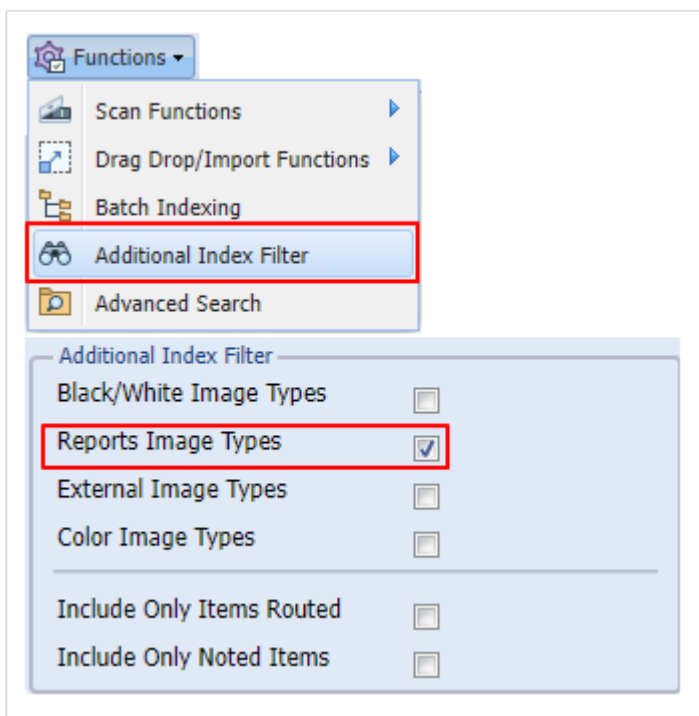 Functions
Scan Functions
Drag Drop/Import Functions
Batch Indexing
Additional Index Filter
Advanced Search
Additional Index Filter
Black/White Image Types
Reports Image Types
External Image Types
Color Image Types
Include Only Items Routed
Include Only Noted Items